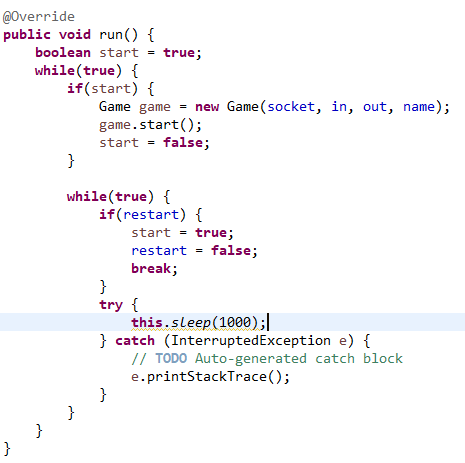 @Override
public void run() {
    boolean start = true;
    while(true) {
        if(start) {
            Game game = new Game(socket, in, out, name);
            game.start();
            start = false;
        }

        while(true) {
            if(restart) {
                start = true;
                restart = false;
                break;
            }
            try {
                this.sleep(1000);
            } catch (InterruptedException e) {
                // TODO Auto-generated catch block
                e.printStackTrace();
            }
        }
    }
}